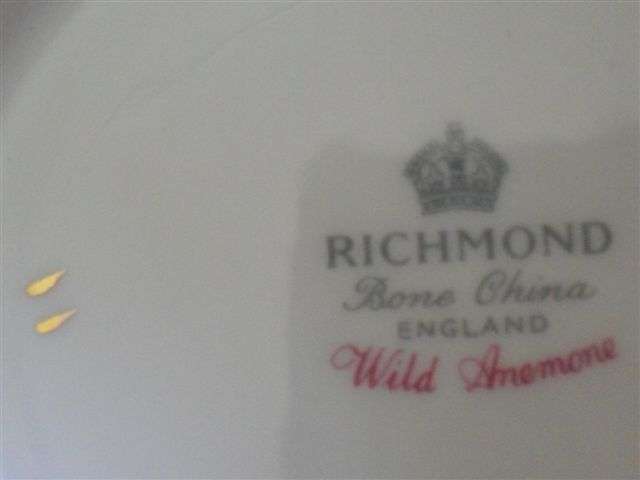 RICHMOND
Bone China
ENGLAND
Wild Anemone